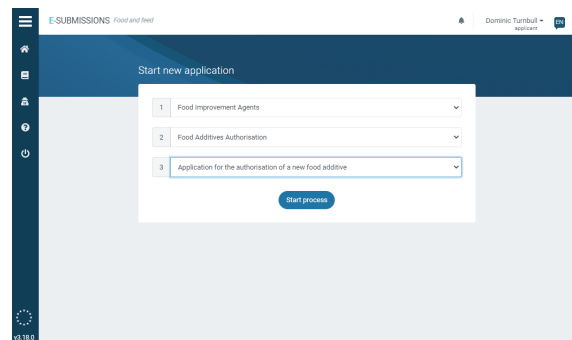 E-SUBMISSIONS Food and feed
Dominic Turnbull
applicant
EN
Start new application
1 Food Improvement Agents
2 Food Additives Authorisation
3 Application for the authorisation of a new food additive
Start process
v3.18.0